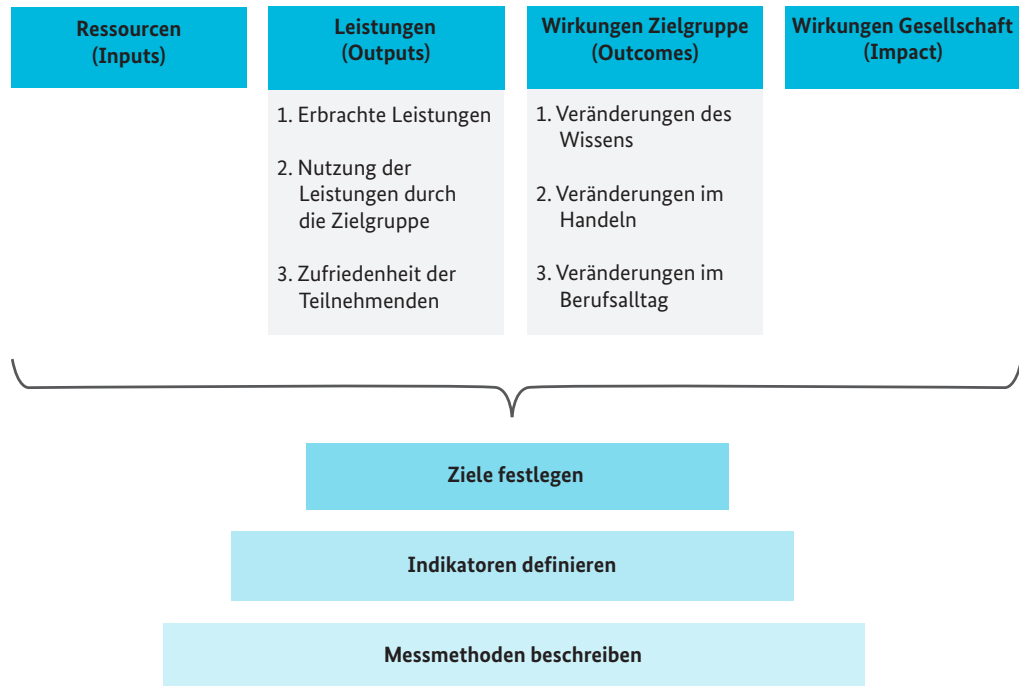 Ressourcen
(Inputs)
Leistungen
(Outputs)
1. Erbrachte Leistungen
2. Nutzung der
Leistungen durch
die Zielgruppe
3. Zufriedenheit der
Teilnehmenden
Wirkungen Zielgruppe
(Outcomes)
1. Veränderungen des
Wissens
2. Veränderungen im
Handeln
3. Veränderungen im
Berufsalltag
Wirkungen Gesellschaft
(Impact)
Ziele festlegen
Indikatoren definieren
Messmethoden beschreiben